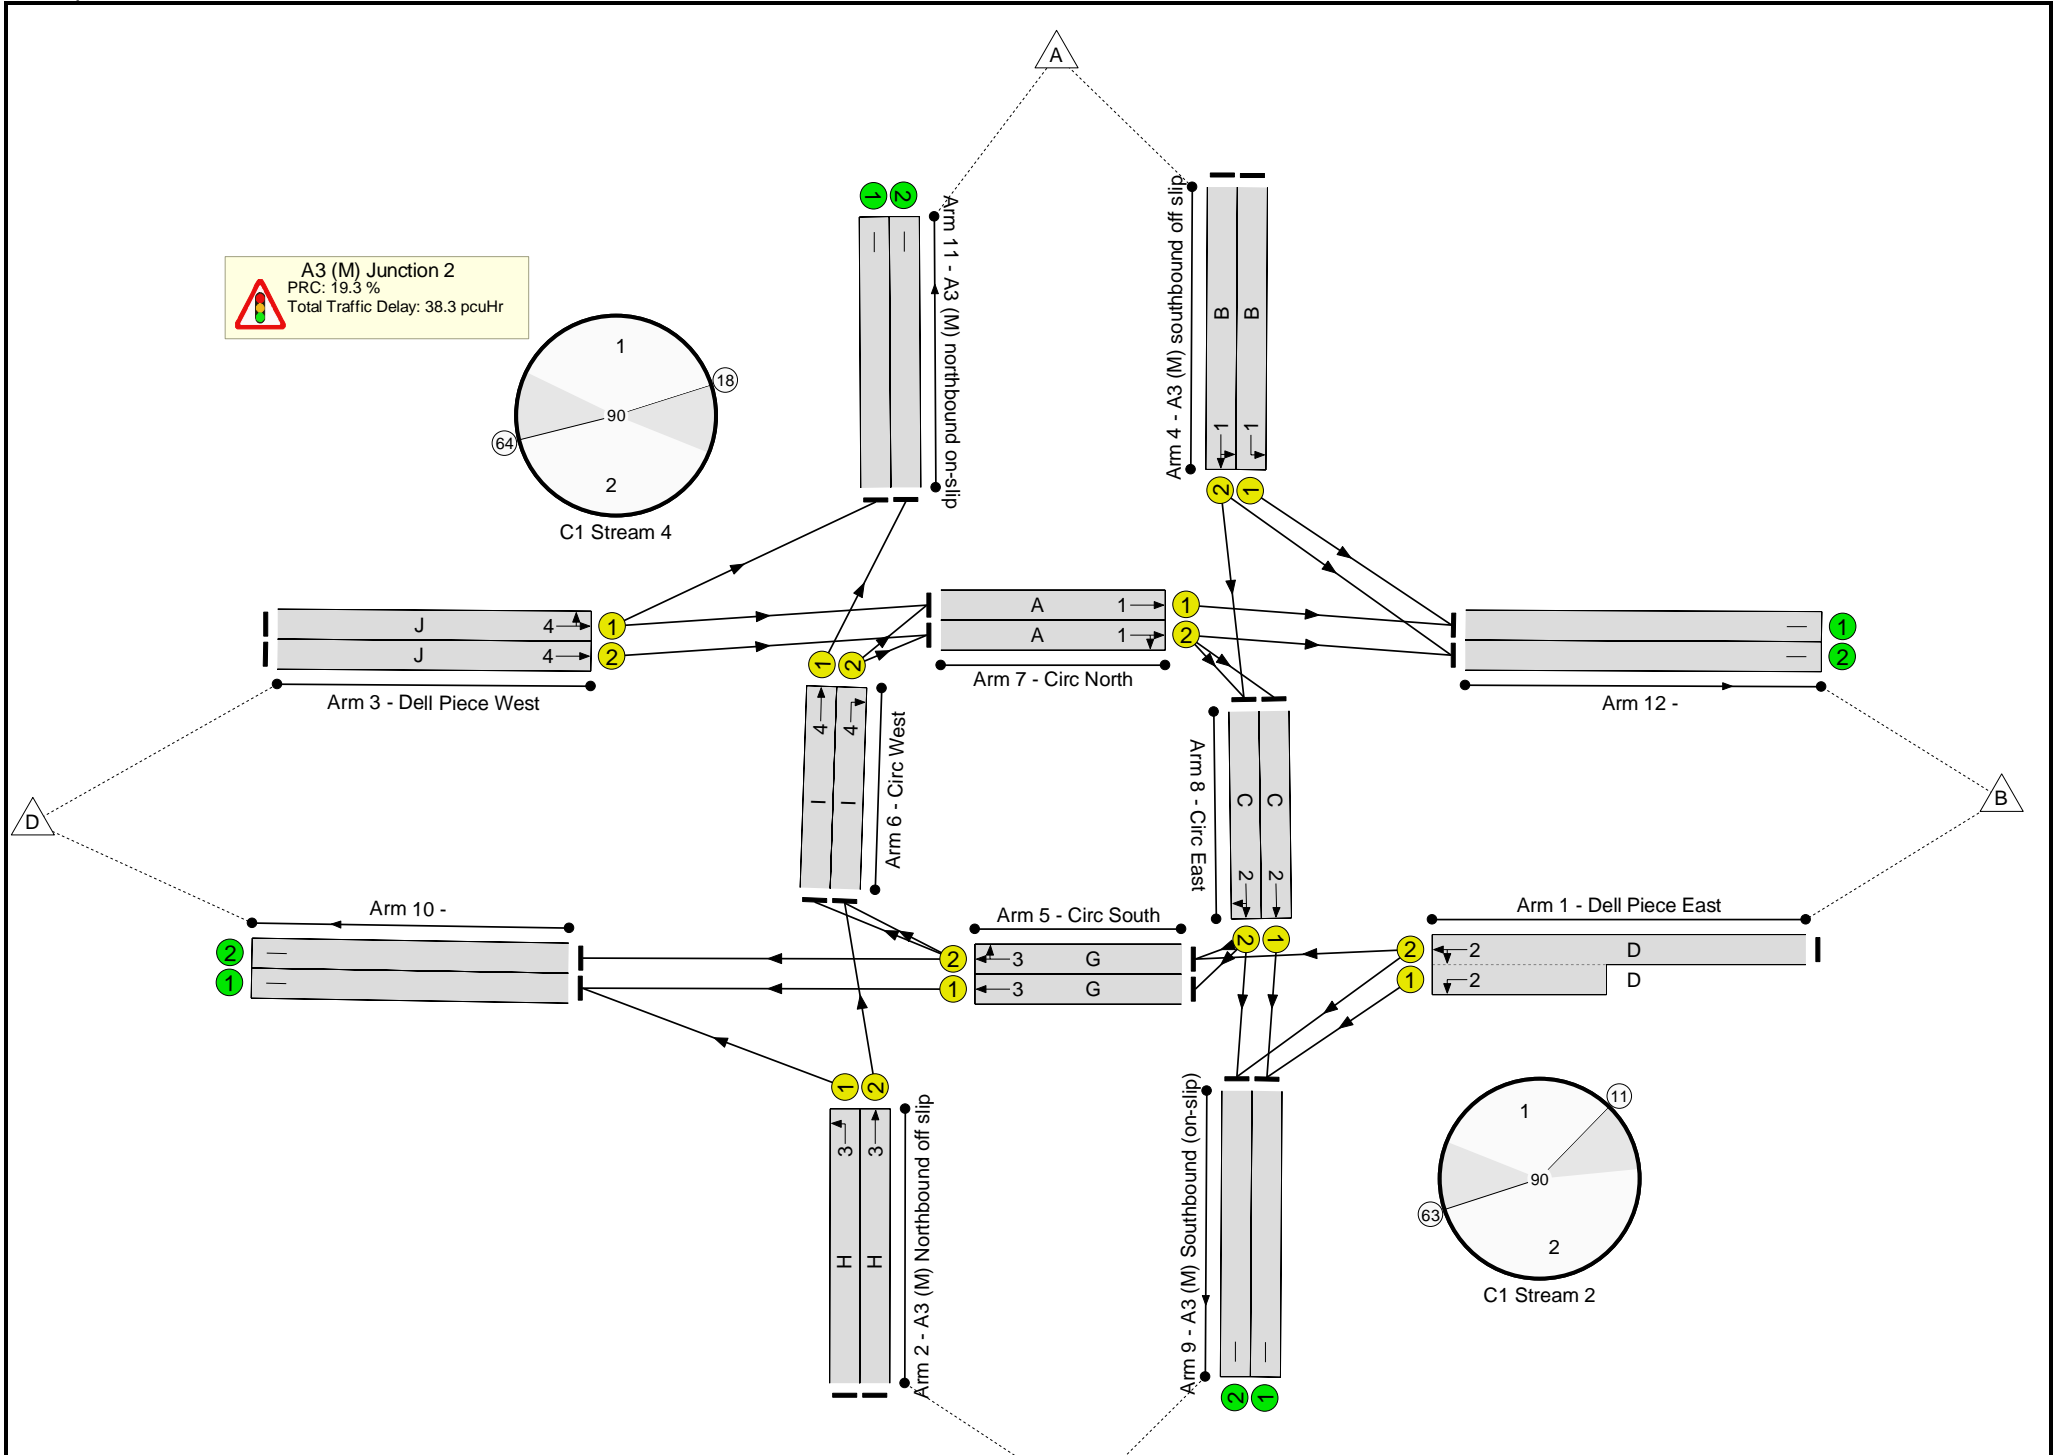 A
1
2
Arm 11 - A3 (M) northbound on-slip
Arm 4 - A3 (M) southbound off slip
B
B
1
1
2
1
A3 (M) Junction 2
PRC: 19.3 %
Total Traffic Delay: 38.3 pcuHr
1
18
90
64
2
C1 Stream 4
J
4
1
J
4
2
Arm 3 - Dell Piece West
A
1
1
A
1
2
Arm 7 - Circ North
1
2
Arm 12 -
1
2
4
4
I
I
Arm 6 - Circ West
Arm 8 - Circ East
C
C
2
2
2
1
D
B
Arm 10 -
2
1
Arm 5 - Circ South
2
3
G
1
3
G
Arm 1 - Dell Piece East
2
2
D
1
2
D
1
2
3
3
H
H
Arm 2 - A3 (M) Northbound off slip
Arm 9 - A3 (M) Southbound (on-slip)
2
1
1
11
90
63
2
C1 Stream 2